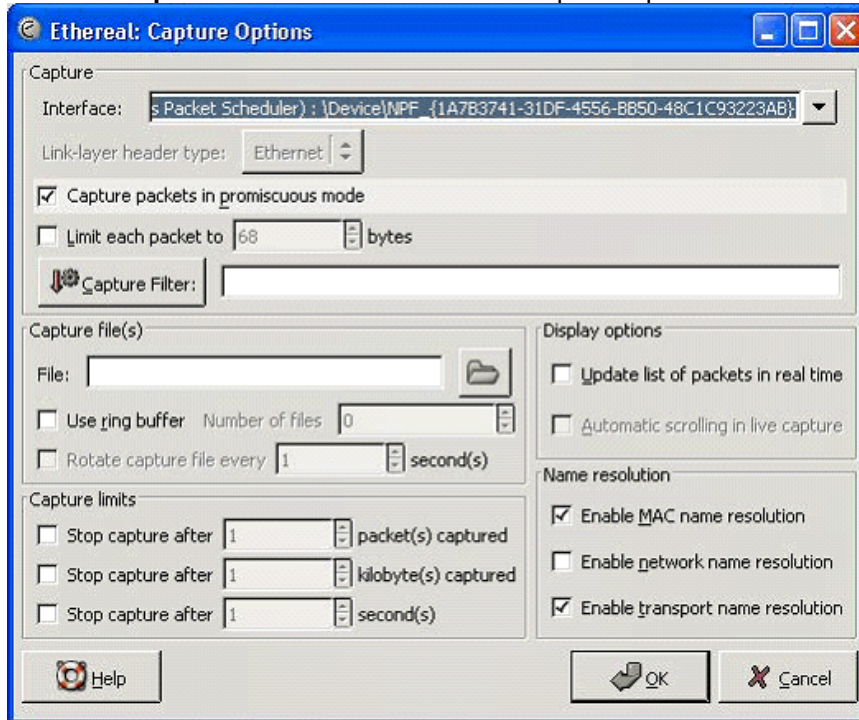 Ethereal: Capture Options
Capture
Interface: s Packet Scheduler) : \Device\NPF_{1A7B3741-31DF-4556-BB50-48C1C93223AB}
Link-layer header type: Ethernet
Capture packets in promiscuous mode
Limit each packet to 68 bytes
Capture Filter:
Capture file(s)
File:
Use ring buffer Number of files 0
Rotate capture file every 1 second(s)
Capture limits
Stop capture after 1 packet(s) captured
Stop capture after 1 kilobyte(s) captured
Stop capture after 1 second(s)
Display options
Update list of packets in real time
Automatic scrolling in live capture
Name resolution
Enable MAC name resolution
Enable network name resolution
Enable transport name resolution
Help
OK
Cancel